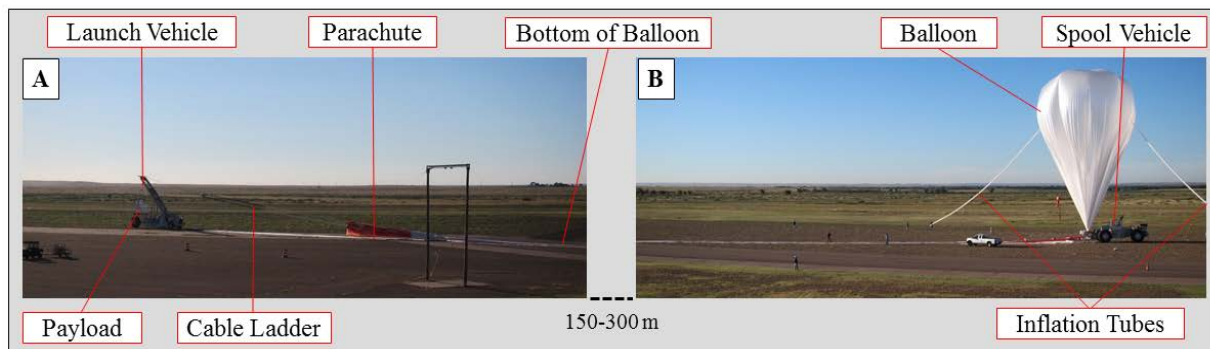 Launch Vehicle
Parachute
Bottom of Balloon
Balloon
Spool Vehicle
A
B
Payload
Cable Ladder
150-300 m
Inflation Tubes